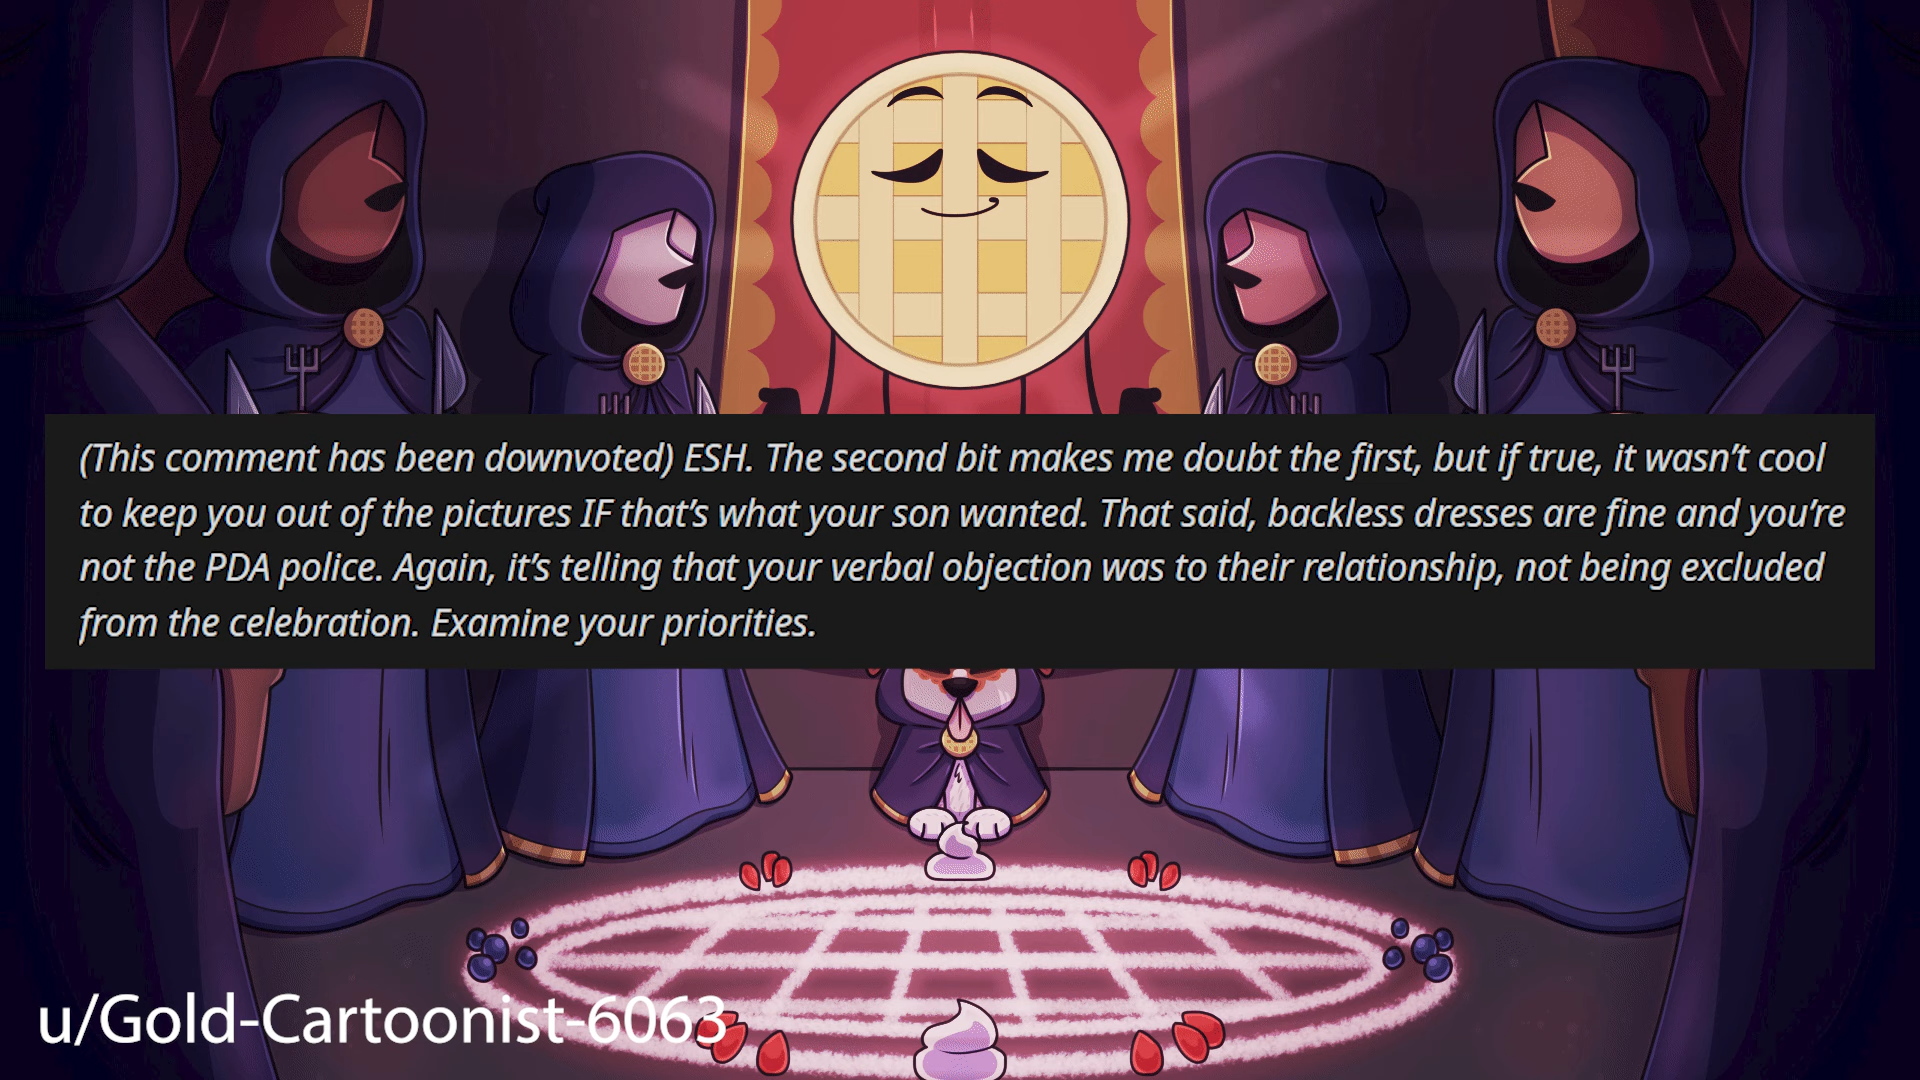 (This comment has been downvoted) ESH. The second bit makes me doubt the first, but if true, it wasn’t cool
to keep you out of the pictures IF that’s what your son wanted. That said, backless dresses are fine and you’re
not the PDA police. Again, it’s telling that your verbal objection was to their relationship, not being excluded
from the celebration. Examine your priorities.
u/Gold-Cartoonist-6063